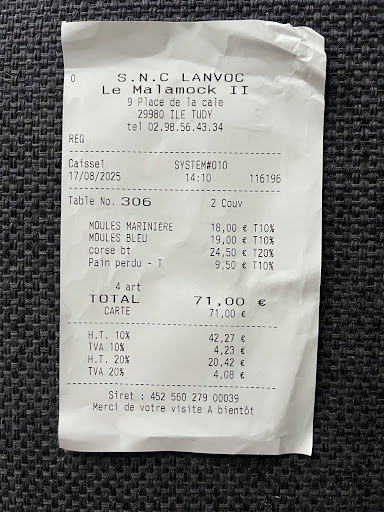 0 S.N.C LANVOC
Le Malamock II
9 Place de la cale
29980 ILE TUDY
tel 02.98.56.43.34
REG
Caisse1 SYSTEM#010
17/08/2025 14:10 116196
Table No. 306 2 Couv
MOULES MARINIERE 18,00 € T10%
MOULES BLEU 19,00 € T10%
corse bt 24,50 € T20%
Pain perdu - T 9,50 € T10%
4 art
TOTAL 71,00 €
CARTE 71,00 €
H.T. 10% 42,27 €
TVA 10% 4,23 €
H.T. 20% 20,42 €
TVA 20% 4,08 €
Siret : 452 560 279 00039
Merci de votre visite A bientôt